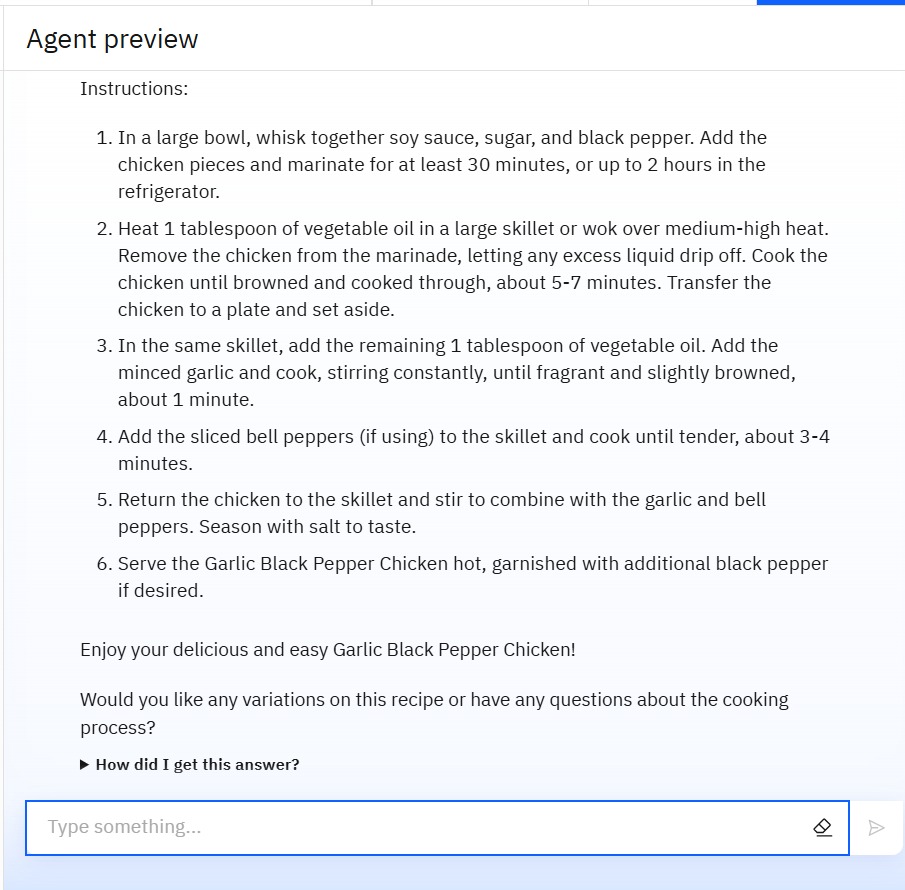 Agent preview
Instructions:
1. In a large bowl, whisk together soy sauce, sugar, and black pepper. Add the
chicken pieces and marinate for at least 30 minutes, or up to 2 hours in the
refrigerator.
2. Heat 1 tablespoon of vegetable oil in a large skillet or wok over medium-high heat.
Remove the chicken from the marinade, letting any excess liquid drip off. Cook the
chicken until browned and cooked through, about 5-7 minutes. Transfer the
chicken to a plate and set aside.
3. In the same skillet, add the remaining 1 tablespoon of vegetable oil. Add the
minced garlic and cook, stirring constantly, until fragrant and slightly browned,
about 1 minute.
4. Add the sliced bell peppers (if using) to the skillet and cook until tender, about 3-4
minutes.
5. Return the chicken to the skillet and stir to combine with the garlic and bell
peppers. Season with salt to taste.
6. Serve the Garlic Black Pepper Chicken hot, garnished with additional black pepper
if desired.
Enjoy your delicious and easy Garlic Black Pepper Chicken!
Would you like any variations on this recipe or have any questions about the cooking
process?
How did I get this answer?
Type something...